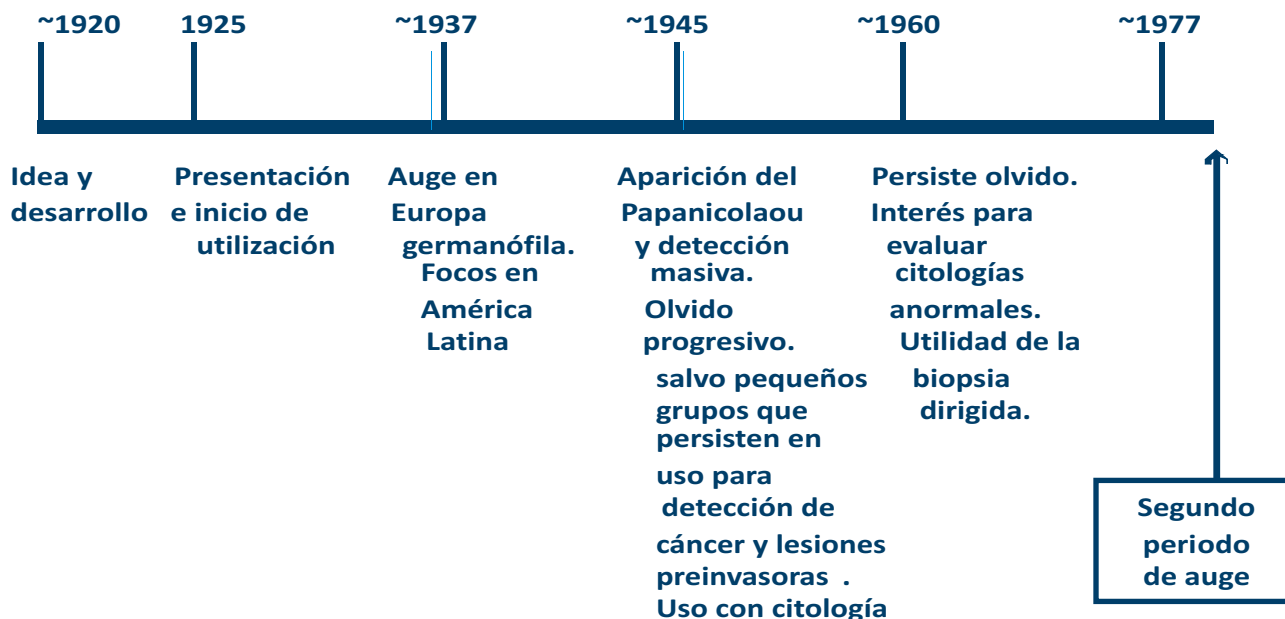 ~1920
1925
~1937
~1945
~1960
~1977
Idea y
desarrollo
Presentación
e inicio de
utilización
Auge en
Europa
germanófila.
Focos en
América
Latina
Aparición del
Papanicolaou
y detección
masiva.
Olvido
progresivo.
salvo pequeños
grupos que
persisten en
uso para
detección de
cáncer y lesiones
preinvasoras .
Uso con citología
Persiste olvido.
Interés para
evaluar
citologías
anormales.
Utilidad de la
biopsia
dirigida.
Segundo
periodo
de auge